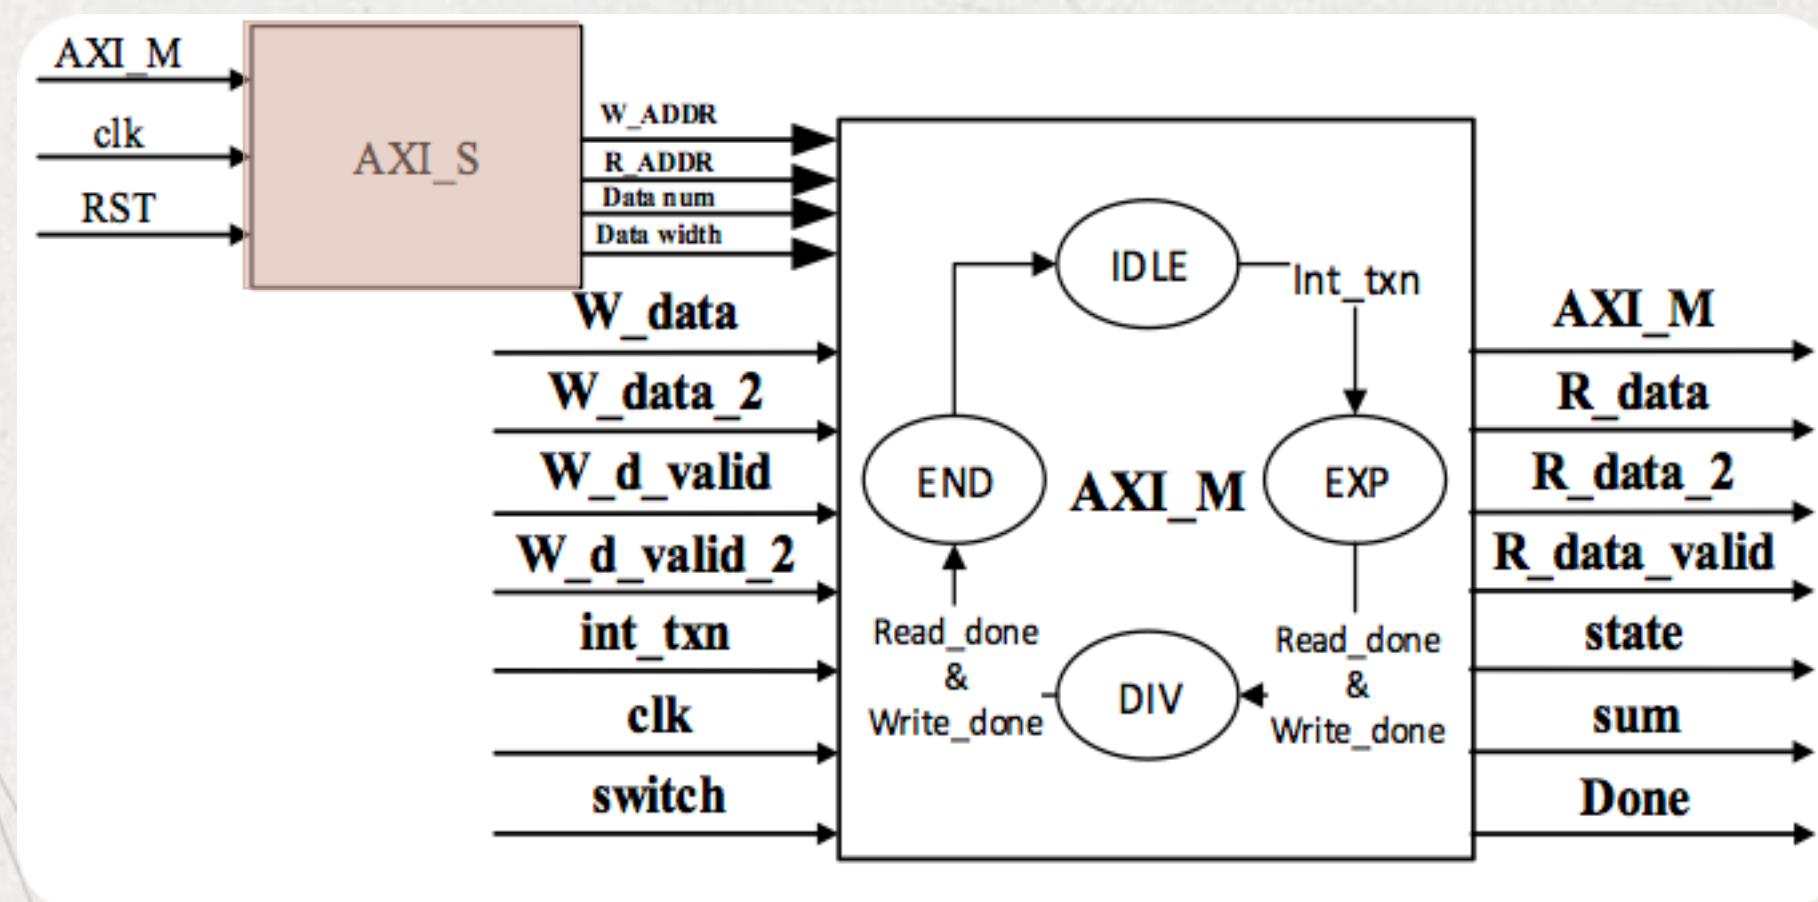 AXI_M
clk
RST
AXI_S
W_ADDR
R_ADDR
Data num
Data width
W_data
W_data_2
W_d_valid
W_d_valid_2
int_txn
clk
switch
IDLE
Int_txn
END
AXI_M
EXP
Read_done
&
Write_done
DIV
Read_done
&
Write_done
AXI_M
R_data
R_data_2
R_data_valid
state
sum
Done